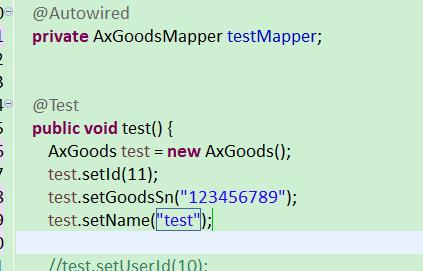 @Autowired
private AxGoodsMapper testMapper;
@Test
public void test() {
AxGoods test = new AxGoods();
test.setId(11);
test.setGoodsSn("123456789");
test.setName("test");
//test.setUserId(10);